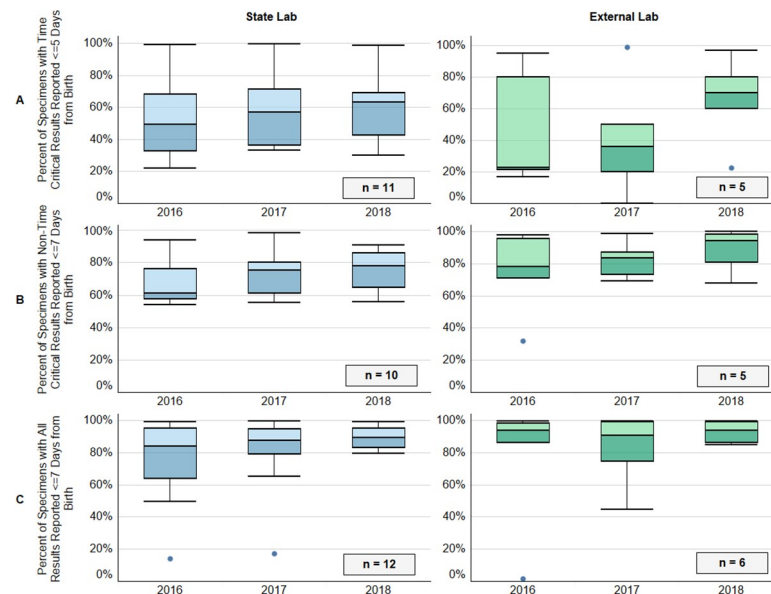 State Lab
External Lab
A
Percent of Specimens with Time
Critical Results Reported <=5 Days
from Birth
100%
80%
60%
40%
20%
0%
n = 11
2016
2017
2018
100%
80%
60%
40%
20%
0%
n = 5
2016
2017
2018
B
Percent of Specimens with Non-Time
Critical Results Reported <=7 Days
from Birth
100%
80%
60%
40%
20%
0%
n = 10
2016
2017
2018
100%
80%
60%
40%
20%
0%
n = 5
2016
2017
2018
C
Percent of Specimens with All
Results Reported <=7 Days from
Birth
100%
80%
60%
40%
20%
0%
n = 12
2016
2017
2018
100%
80%
60%
40%
20%
0%
n = 6
2016
2017
2018